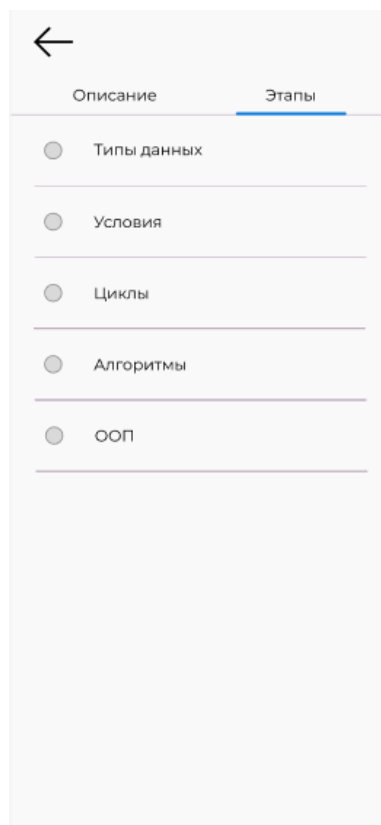 Описание Этапы
Типы данных
Условия
Циклы
Алгоритмы
ООП